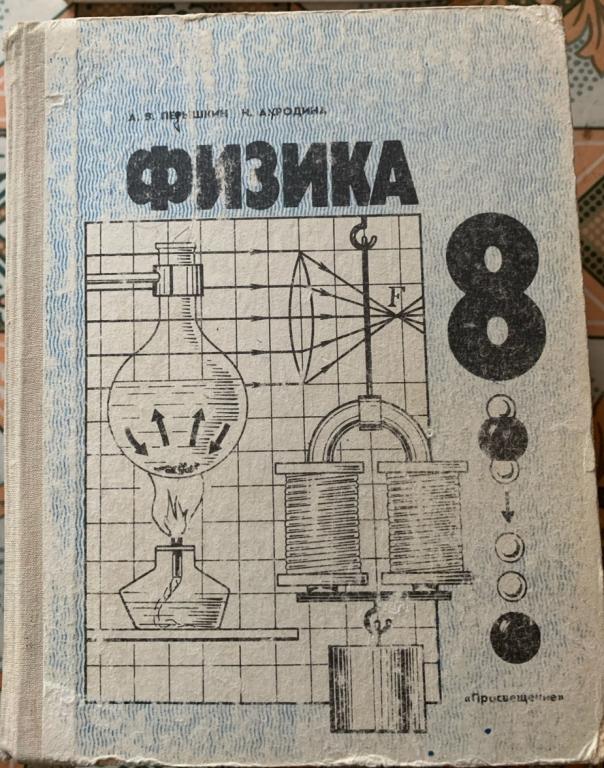 А. В. ПЕРЫШКИН Н. А. РОДИНА
ФИЗИКА
8
F
«Просвещение»